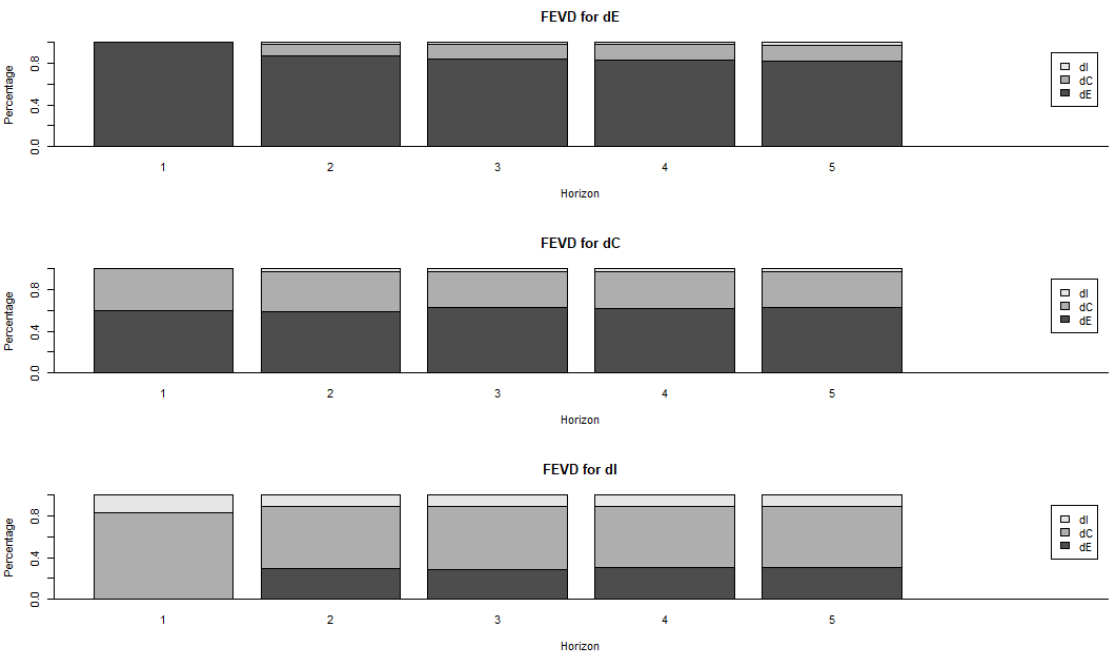 FEVD for dE
Percentage
0.0 0.4 0.8
dI
dC
dE
1 2 3 4 5
Horizon
FEVD for dC
Percentage
0.0 0.4 0.8
dI
dC
dE
1 2 3 4 5
Horizon
FEVD for dI
Percentage
0.0 0.4 0.8
dI
dC
dE
1 2 3 4 5
Horizon